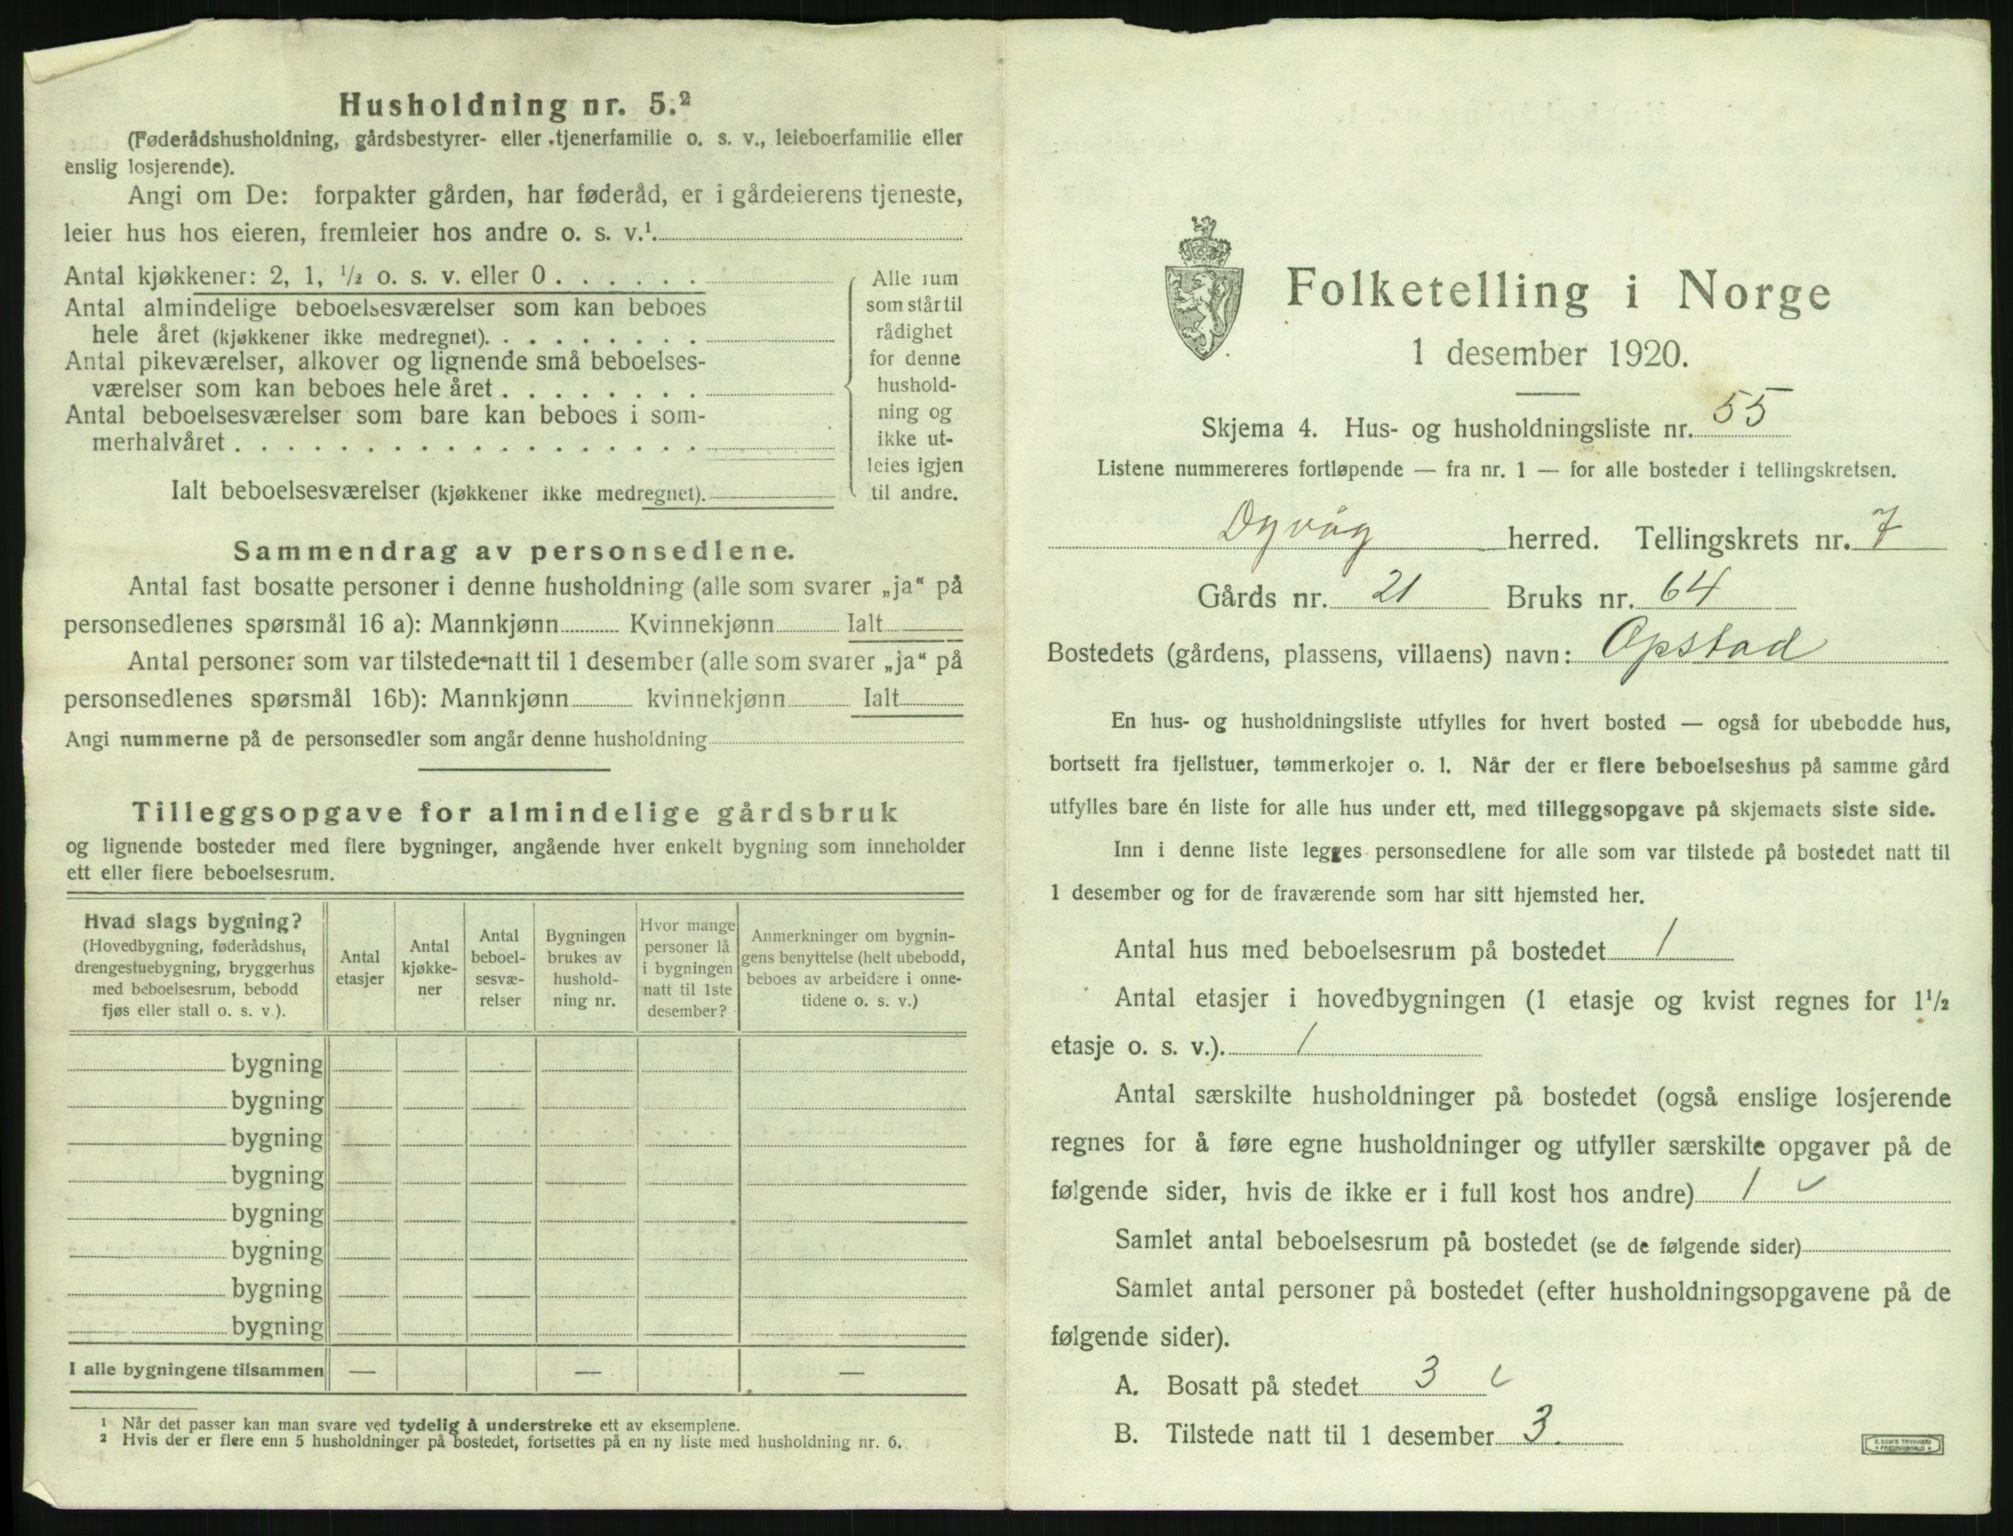 Husholdning nr. 5.²
(Føderådshusholdning, gårdsbestyrer- eller tjenerfamilie o. s. v., leieboerfamilie eller
enslig losjerende).
Angi om De: forpakter gården, har føderåd, er i gårdeierens tjeneste,
leier hus hos eieren, fremleier hos andre o. s. v.¹.
Antal kjøkkener: 2, 1, ½ o. s. v. eller 0 . . . . . .
Antal almindelige beboelsesværelser som kan beboes
hele året (kjøkkener ikke medregnet). . . . . . . . .
Antal pikeværelser, alkover og lignende små beboelses-
værelser som kan beboes hele året . . . . . . . .
Antal beboelsesværelser som bare kan beboes i som-
merhalvåret . . . . . . . . . . . . . . . . . .
Ialt beboelsesværelser (kjøkkener ikke medregnet).
Alle rum
som står til
rådighet
for denne
hushold-
ning og
ikke ut-
leies igjen
til andre.
Sammendrag av personsedlene.
Antal fast bosatte personer i denne husholdning (alle som svarer „ja“ på
personsedlenes spørsmål 16 a): Mannkjønn Kvinnekjønn Ialt
Antal personer som var tilstede natt til 1 desember (alle som svarer „ja“ på
personsedlenes spørsmål 16b): Mannkjønn kvinnekjønn Ialt
Angi nummerne på de personsedler som angår denne husholdning
Tilleggsopgave for almindelige gårdsbruk
og lignende bosteder med flere bygninger, angående hver enkelt bygning som inneholder
ett eller flere beboelsesrum.
Hvad slags bygning?
(Hovedbygning, føderådshus,
drengestuebygning, bryggerhus
med beboelsesrum, bebodd
fjøs eller stall o. s. v.).
Antal
etasjer
Antal
kjøkke-
ner
Antal
beboel-
sesvæ-
relser
Bygningen
brukes av
hushold-
ning nr.
Hvor mange
personer lå
i bygningen
natt til 1ste
desember?
Anmerkninger om bygnin-
gens benyttelse (helt ubebodd,
beboes av arbeidere i onne-
tidene o. s. v.)
bygning
bygning
bygning
bygning
bygning
bygning
bygning
bygning
I alle bygningene tilsammen — — —
¹ Når det passer kan man svare ved tydelig å understreke ett av eksemplene.
² Hvis der er flere enn 5 husholdninger på bostedet, fortsettes på en ny liste med husholdning nr. 6.
Folketelling i Norge
1 desember 1920.
Skjema 4. Hus- og husholdningsliste nr. 55
Listene nummereres fortløpende — fra nr. 1 — for alle bosteder i tellingskretsen.
Dyvåg herred. Tellingskrets nr. 7
Gårds nr. 21 Bruks nr. 64
Bostedets (gårdens, plassens, villaens) navn: Opstad
En hus- og husholdningsliste utfylles for hvert bosted — også for ubebodde hus,
bortsett fra fjellstuer, tømmerkojer o. l. Når der er flere beboelseshus på samme gård
utfylles bare én liste for alle hus under ett, med tilleggsopgave på skjemaets siste side.
Inn i denne liste legges personsedlene for alle som var tilstede på bostedet natt til
1 desember og for de fraværende som har sitt hjemsted her.
Antal hus med beboelsesrum på bostedet 1
Antal etasjer i hovedbygningen (1 etasje og kvist regnes for 1½
etasje o. s. v.). 1
Antal særskilte husholdninger på bostedet (også enslige losjerende
regnes for å føre egne husholdninger og utfyller særskilte opgaver på de
følgende sider, hvis de ikke er i full kost hos andre) 1
Samlet antal beboelsesrum på bostedet (se de følgende sider)
Samlet antal personer på bostedet (efter husholdningsopgavene på de
følgende sider).
A. Bosatt på stedet 3
B. Tilstede natt til 1 desember 3.